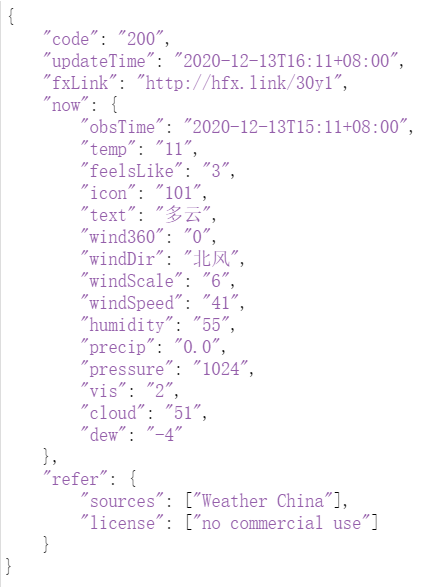 {
    "code": "200",
    "updateTime": "2020-12-13T16:11+08:00",
    "fxLink": "http://hfx.link/30y1",
    "now": {
        "obsTime": "2020-12-13T15:11+08:00",
        "temp": "11",
        "feelsLike": "3",
        "icon": "101",
        "text": "多云",
        "wind360": "0",
        "windDir": "北风",
        "windScale": "6",
        "windSpeed": "41",
        "humidity": "55",
        "precip": "0.0",
        "pressure": "1024",
        "vis": "2",
        "cloud": "51",
        "dew": "-4"
    },
    "refer": {
        "sources": ["Weather China"],
        "license": ["no commercial use"]
    }
}